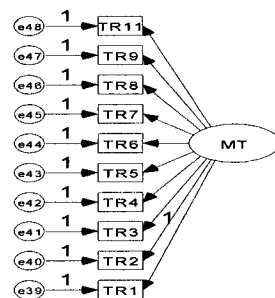 e48 1 TR11
e47 1 TR9
e46 1 TR8
e45 1 TR7
e44 1 TR6 MT
e43 1 TR5
e42 1 TR4
e41 1 TR3 1
e40 1 TR2
e39 1 TR1